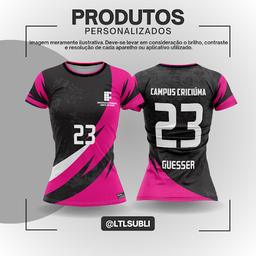 PRODUTOS
PERSONALIZADOS
Imagem meramente ilustrativa. Deve-se levar em consideração o brilho, contraste
e resolução de cada aparelho ou aplicativo utilizado.
23
CAMPUS CRICIÚMA
23
GUESSER
@LTLSUBLI